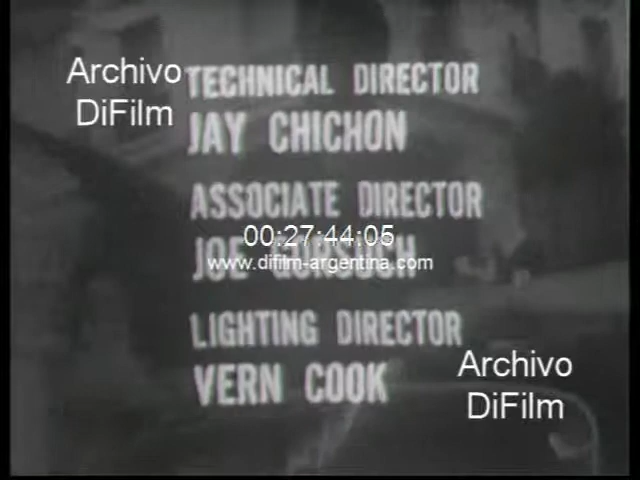 Archivo
DiFilm
TECHNICAL DIRECTOR
JAY CHICHON
ASSOCIATE DIRECTOR
00:27:44:05
JOE
www.difilm-argentina.com
LIGHTING DIRECTOR
VERN COOK
Archivo
DiFilm